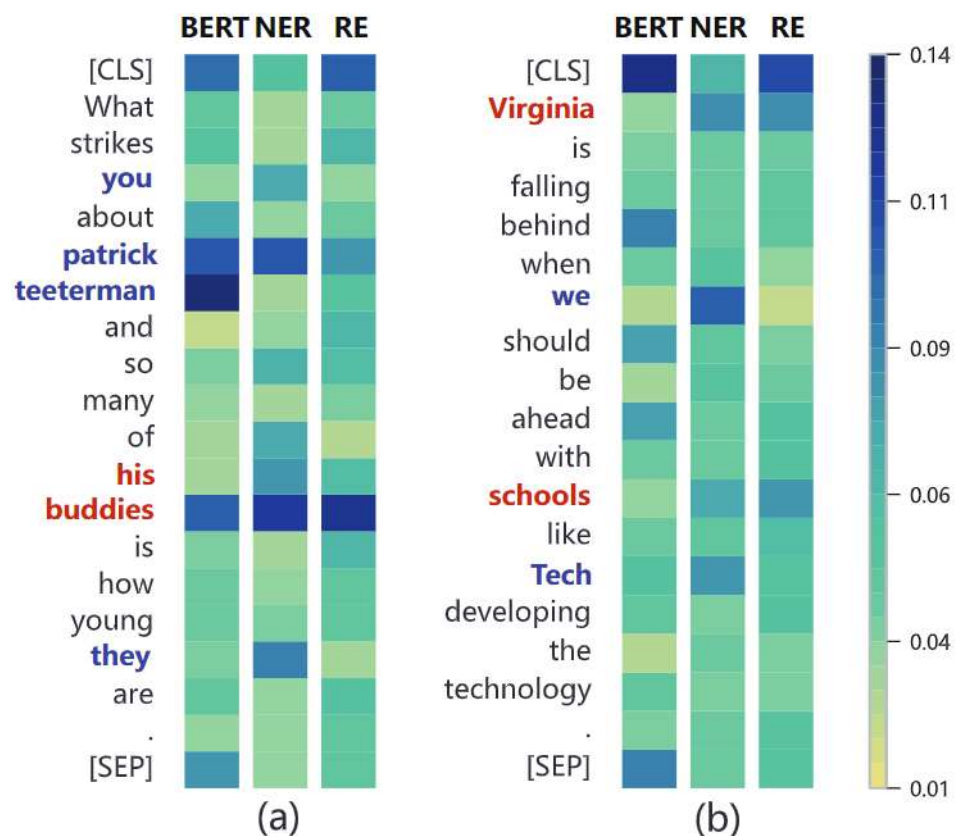 BERT NER RE
[CLS]
What
strikes
you
about
patrick
teeterman
and
so
many
of
his
buddies
is
how
young
they
are
.
[SEP]
(a)
BERT NER RE
[CLS]
Virginia
is
falling
behind
when
we
should
be
ahead
with
schools
like
Tech
developing
the
technology
.
[SEP]
(b)
0.14
0.11
0.09
0.06
0.04
0.01